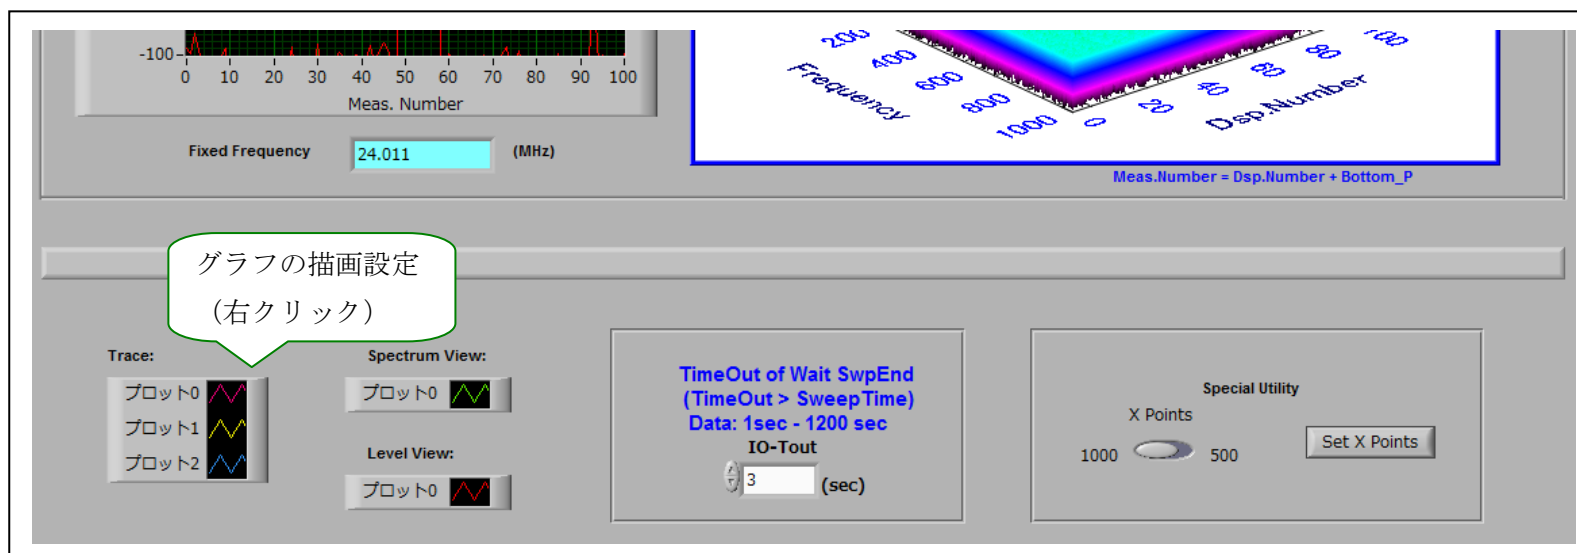 -100
0 10 20 30 40 50 60 70 80 90 100
Meas. Number
Fixed Frequency 24.011 (MHz)
200
400
600
800
1000
Frequency
0
20
40
60
80
100
Dsp.Number
Meas.Number = Dsp.Number + Bottom_P
グラフの描画設定
（右クリック）
Trace:
プロット0
プロット1
プロット2
Spectrum View:
プロット0
Level View:
プロット0
TimeOut of Wait SwpEnd
(TimeOut > SweepTime)
Data: 1sec - 1200 sec
IO-Tout
3 (sec)
Special Utility
X Points
1000 500
Set X Points